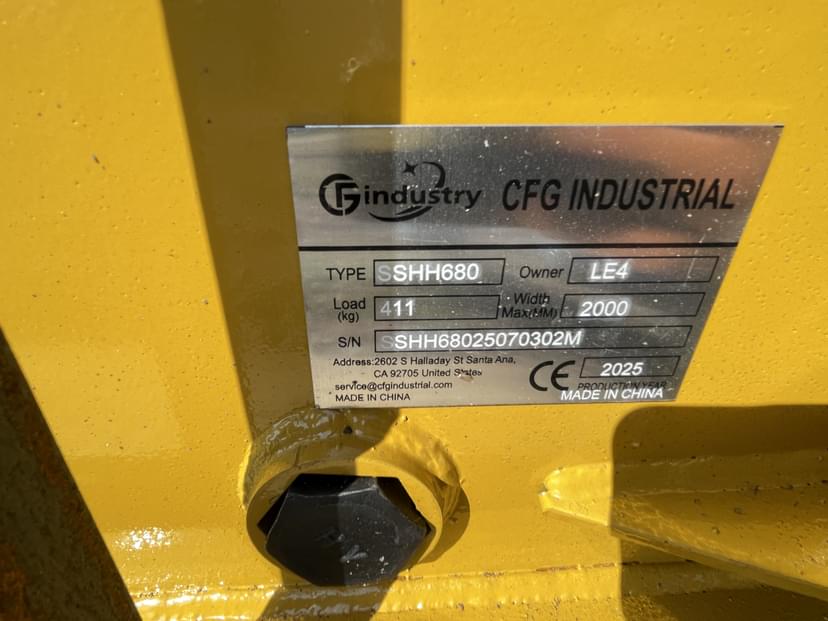 CF industry CFG INDUSTRIAL
TYPE SSHH680 Owner LE4
Load (kg) 411 Width Max(MM) 2000
S/N SSHH68025070302M
Address:2602 S Halladay St Santa Ana,
CA 92705 United States
service@cfgindustrial.com
MADE IN CHINA
CE 2025
PRODUCTION YEAR
MADE IN CHINA